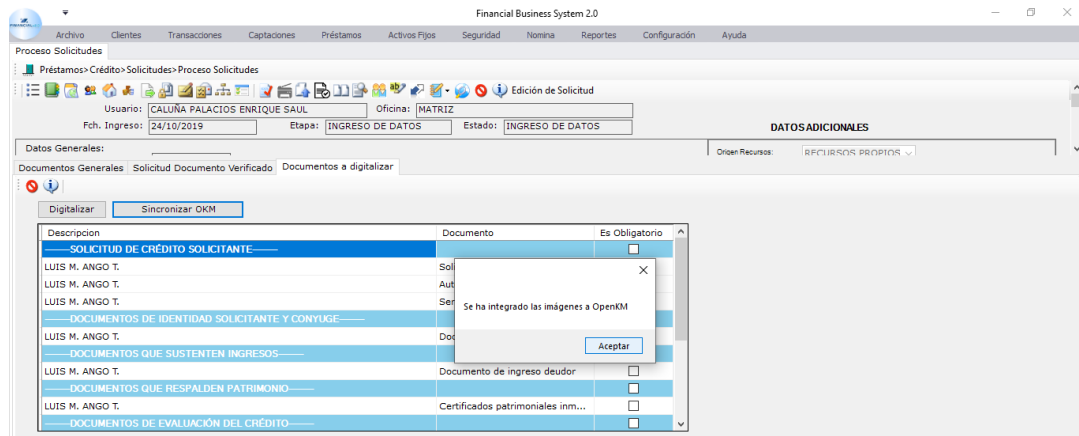 Financial Business System 2.0
FINANCIAL
Archivo Clientes Transacciones Captaciones Préstamos Activos Fijos Seguridad Nomina Reportes Configuración Ayuda
Proceso Solicitudes
Préstamos>Crédito>Solicitudes>Proceso Solicitudes
Edición de Solicitud
Usuario: CALUÑA PALACIOS ENRIQUE SAUL Oficina: MATRIZ
Fch. Ingreso: 24/10/2019 Etapa: INGRESO DE DATOS Estado: INGRESO DE DATOS DATOS ADICIONALES
Datos Generales: Origen Recursos: RECURSOS PROPIOS
Documentos Generales Solicitud Documento Verificado Documentos a digitalizar
Digitalizar Sincronizar OKM
Descripcion Documento Es Obligatorio
-------SOLICITUD DE CRÉDITO SOLICITANTE-------
LUIS M. ANGO T. Soli
LUIS M. ANGO T. Aut
LUIS M. ANGO T. Ser
-------DOCUMENTOS DE IDENTIDAD SOLICITANTE Y CONYUGE-------
LUIS M. ANGO T. Doc
-------DOCUMENTOS QUE SUSTENTEN INGRESOS-------
LUIS M. ANGO T. Documento de ingreso deudor
-------DOCUMENTOS QUE RESPALDEN PATRIMONIO-------
LUIS M. ANGO T. Certificados patrimoniales inm...
-------DOCUMENTOS DE EVALUACIÓN DEL CRÉDITO-------
Se ha integrado las imágenes a OpenKM
Aceptar